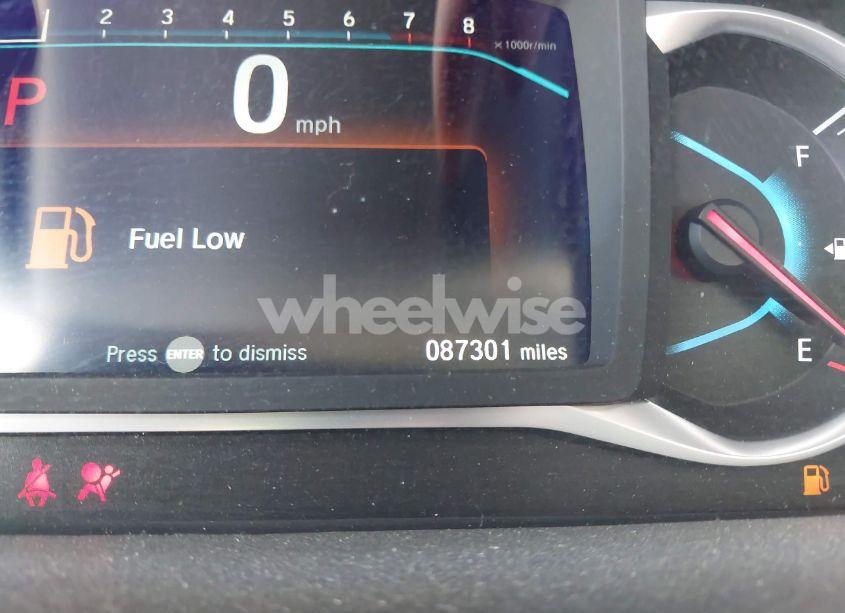 2 3 4 5 6 7 8
×1000r/min
P 0 mph
F
Fuel Low
wheelwise
Press ENTER to dismiss
087301 miles
E